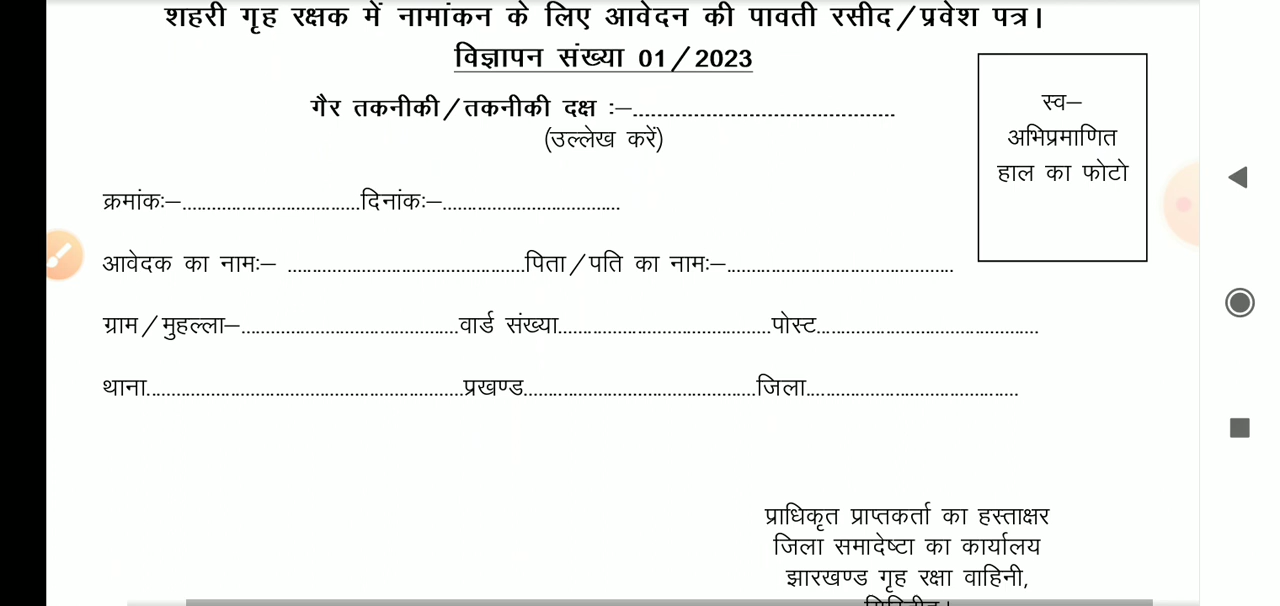 शहरी गृह रक्षक में नामांकन के लिए आवेदन की पावती रसीद/प्रवेश पत्र।
विज्ञापन संख्या 01/2023
गैर तकनीकी/तकनीकी दक्ष :–............................................
(उल्लेख करें)
स्व–
अभिप्रमाणित
हाल का फोटो
क्रमांकः–....................................दिनांकः–....................................
आवेदक का नामः– ................................................पिता/पति का नामः–..............................................
ग्राम/मुहल्ला–............................................वार्ड संख्या...........................................पोस्ट.............................................
थाना................................................................प्रखण्ड...............................................जिला...........................................
प्राधिकृत प्राप्तकर्ता का हस्ताक्षर
जिला समादेष्टा का कार्यालय
झारखण्ड गृह रक्षा वाहिनी,